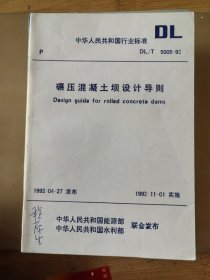 DL
中华人民共和国行业标准
P
DL/T 5005-92
碾压混凝土坝设计导则
Design guide for rolled concrete dams
1992-04-27 发布
1992-11-01 实施
中华人民共和国能源部
中华人民共和国水利部
联合发布